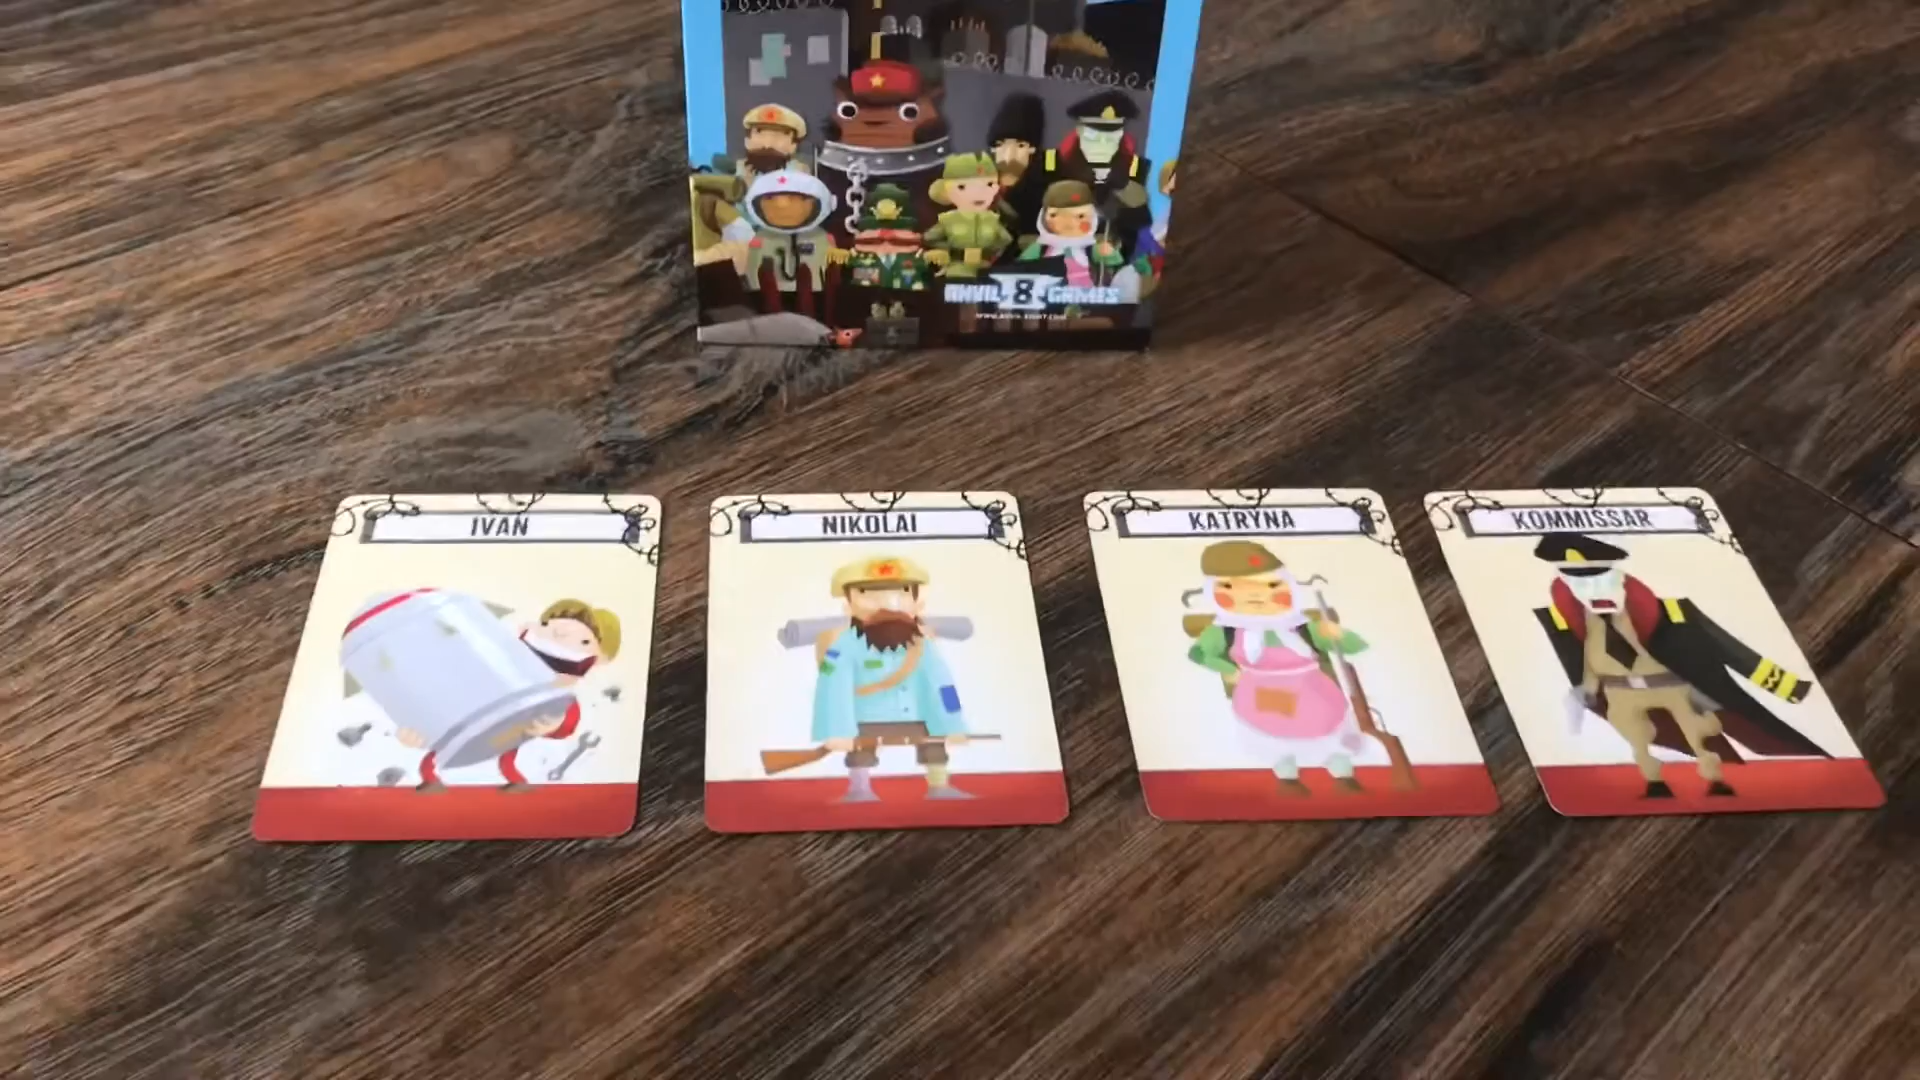 ANVIL 8 GAMES
IVAN
NIKOLAI
KATRYNA
KOMMISSAR